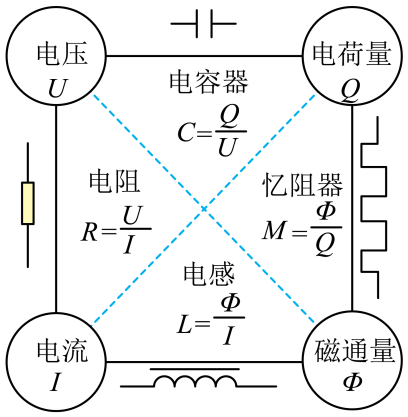 电压
U
电荷量
Q
电容器
C=Q/U
电阻
R=U/I
忆阻器
M=Φ/Q
电感
L=Φ/I
电流
I
磁通量
Φ